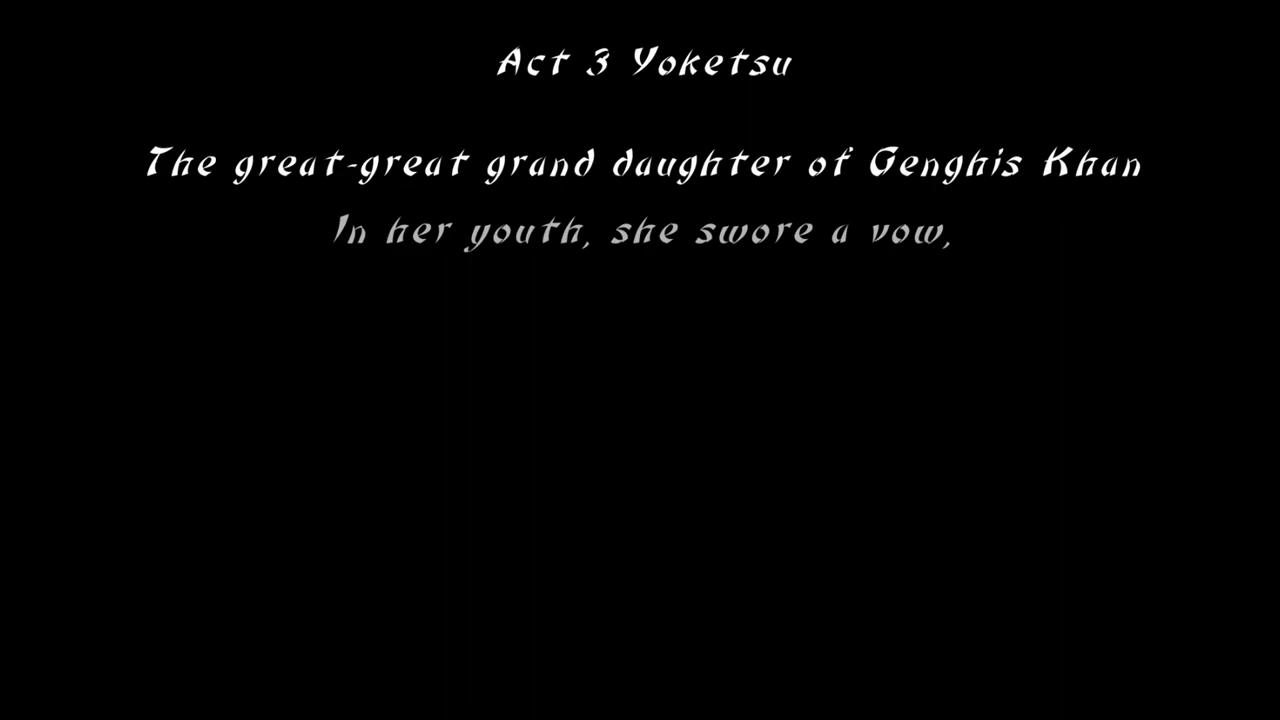 Act 3 Yoketsu
The great-great grand daughter of Genghis Khan
In her youth, she swore a vow,